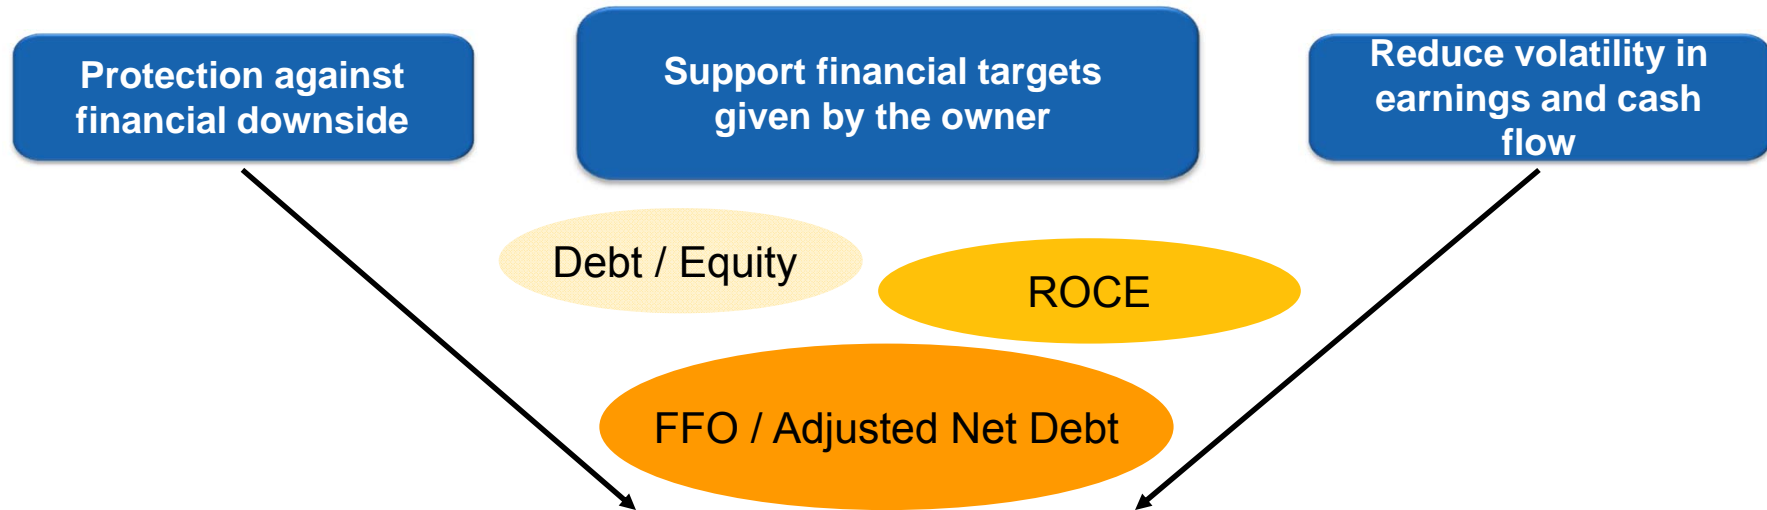 Protection against
financial downside
Support financial targets
given by the owner
Reduce volatility in
earnings and cash
flow
Debt / Equity
ROCE
FFO / Adjusted Net Debt